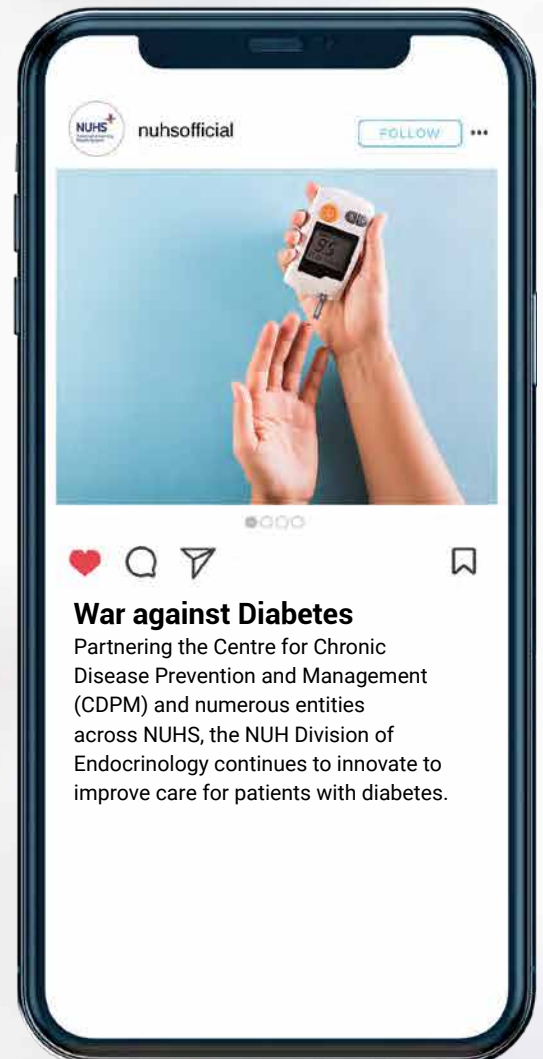 NUHS
nuhsofficial
FOLLOW
War against Diabetes
Partnering the Centre for Chronic
Disease Prevention and Management
(CDPM) and numerous entities
across NUHS, the NUH Division of
Endocrinology continues to innovate to
improve care for patients with diabetes.